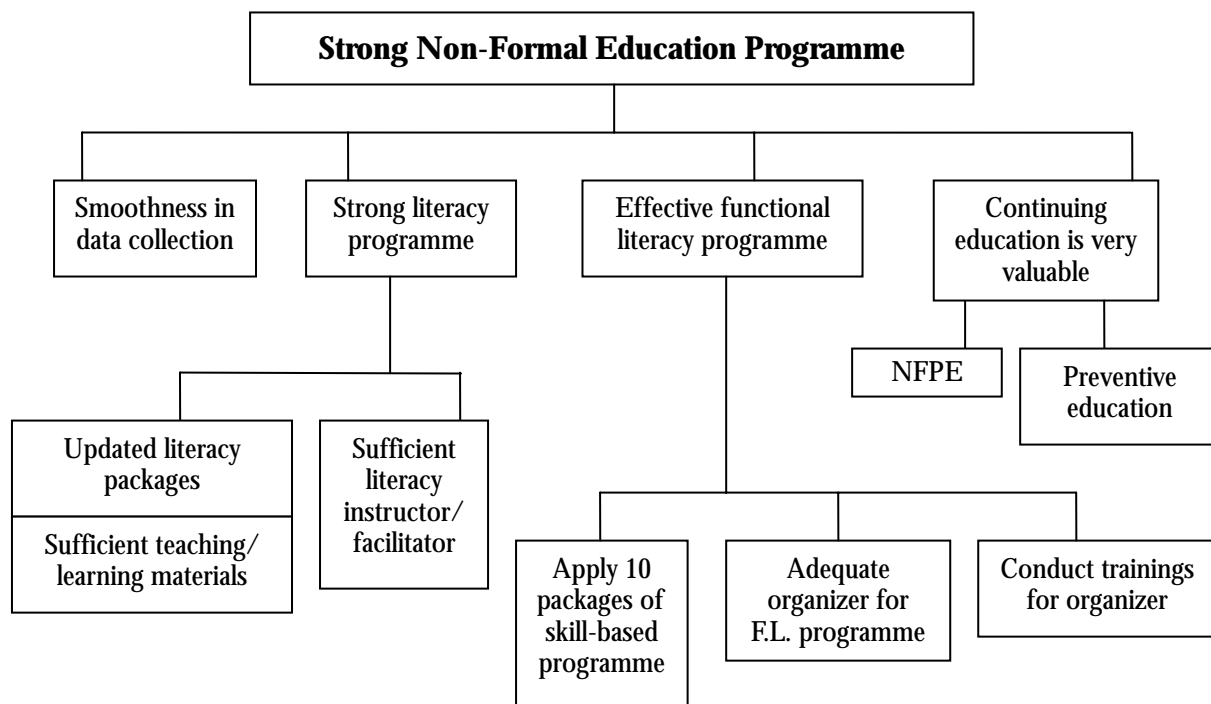 Strong Non-Formal Education Programme
Smoothness in
data collection
Strong literacy
programme
Effective functional
literacy programme
Continuing
education is very
valuable
NFPE
Preventive
education
Updated literacy
packages
Sufficient teaching/
learning materials
Sufficient
literacy
instructor/
facilitator
Apply 10
packages of
skill-based
programme
Adequate
organizer for
F.L. programme
Conduct trainings
for organizer